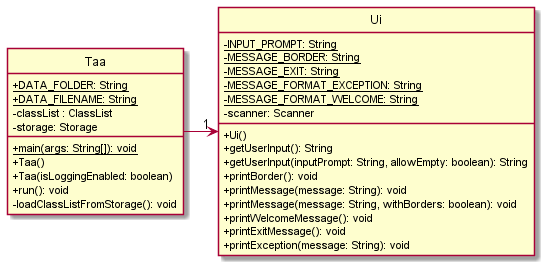 Taa
+DATA_FOLDER: String
+DATA_FILENAME: String
-classList : ClassList
-storage: Storage
+main(args: String[]): void
+Taa()
+Taa(isLoggingEnabled: boolean)
+run(): void
-loadClassListFromStorage(): void
1
Ui
-INPUT_PROMPT: String
-MESSAGE_BORDER: String
-MESSAGE_EXIT: String
-MESSAGE_FORMAT_EXCEPTION: String
-MESSAGE_FORMAT_WELCOME: String
-scanner: Scanner
+Ui()
+getUserInput(): String
+getUserInput(inputPrompt: String, allowEmpty: boolean): String
+printBorder(): void
+printMessage(message: String): void
+printMessage(message: String, withBorders: boolean): void
+printWelcomeMessage(): void
+printExitMessage(): void
+printException(message: String): void